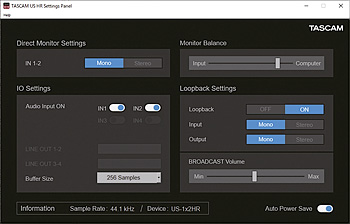 TASCAM US HR Settings Panel
Help
TASCAM
Direct Monitor Settings
IN 1-2 Mono Stereo
Monitor Balance
Input Computer
IO Settings
Audio Input ON IN1 IN2
IN3 IN4
LINE OUT 1-2
LINE OUT 3-4
Buffer Size 256 Samples
Loopback Settings
Loopback OFF ON
Input Mono Stereo
Output Mono Stereo
BROADCAST Volume
Min Max
Information Sample Rate : 44.1 kHz / Device : US-1x2HR
Auto Power Save